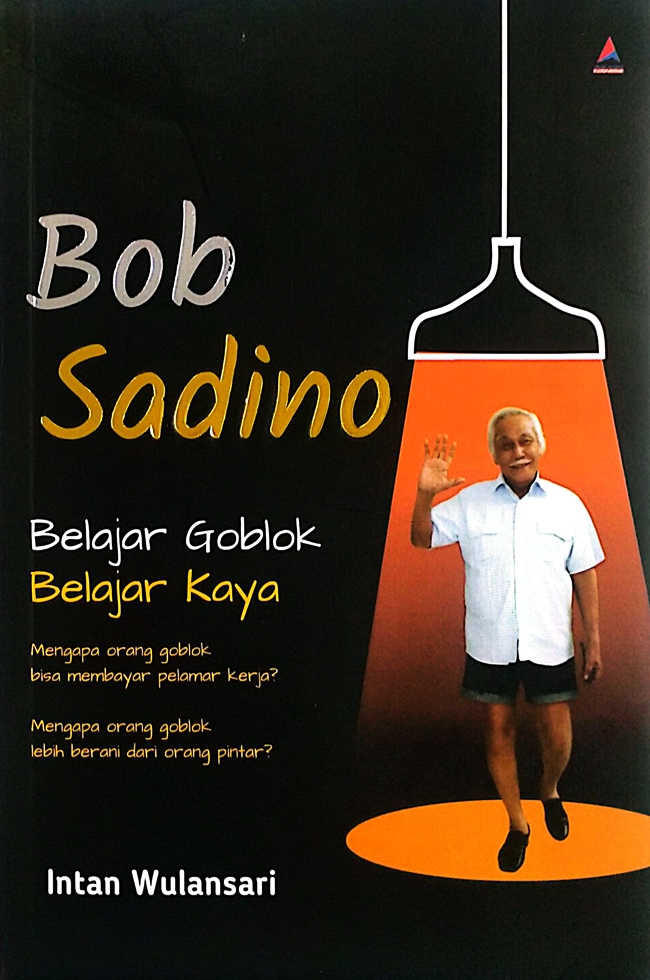 Bob
Sadino
Belajar Goblok
Belajar Kaya
Mengapa orang goblok
bisa membayar pelamar kerja?
Mengapa orang goblok
lebih berani dari orang pintar?
Intan Wulansari